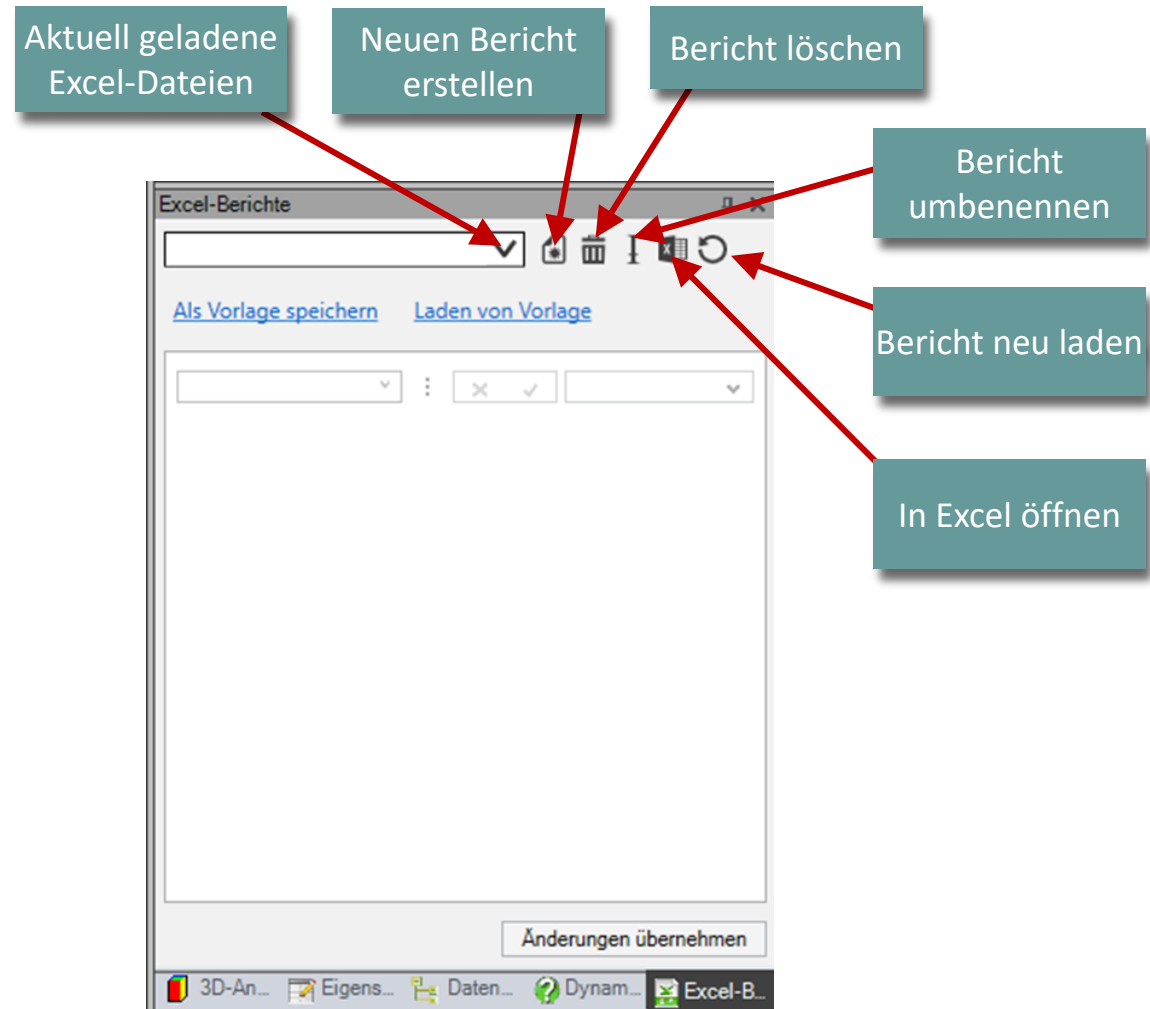 Aktuell geladene
Excel-Dateien
Neuen Bericht
erstellen
Bericht löschen
Bericht
umbenennen
Bericht neu laden
In Excel öffnen
Excel-Berichte
Als Vorlage speichern Laden von Vorlage
Änderungen übernehmen
3D-An... Eigens... Daten... Dynam... Excel-B...